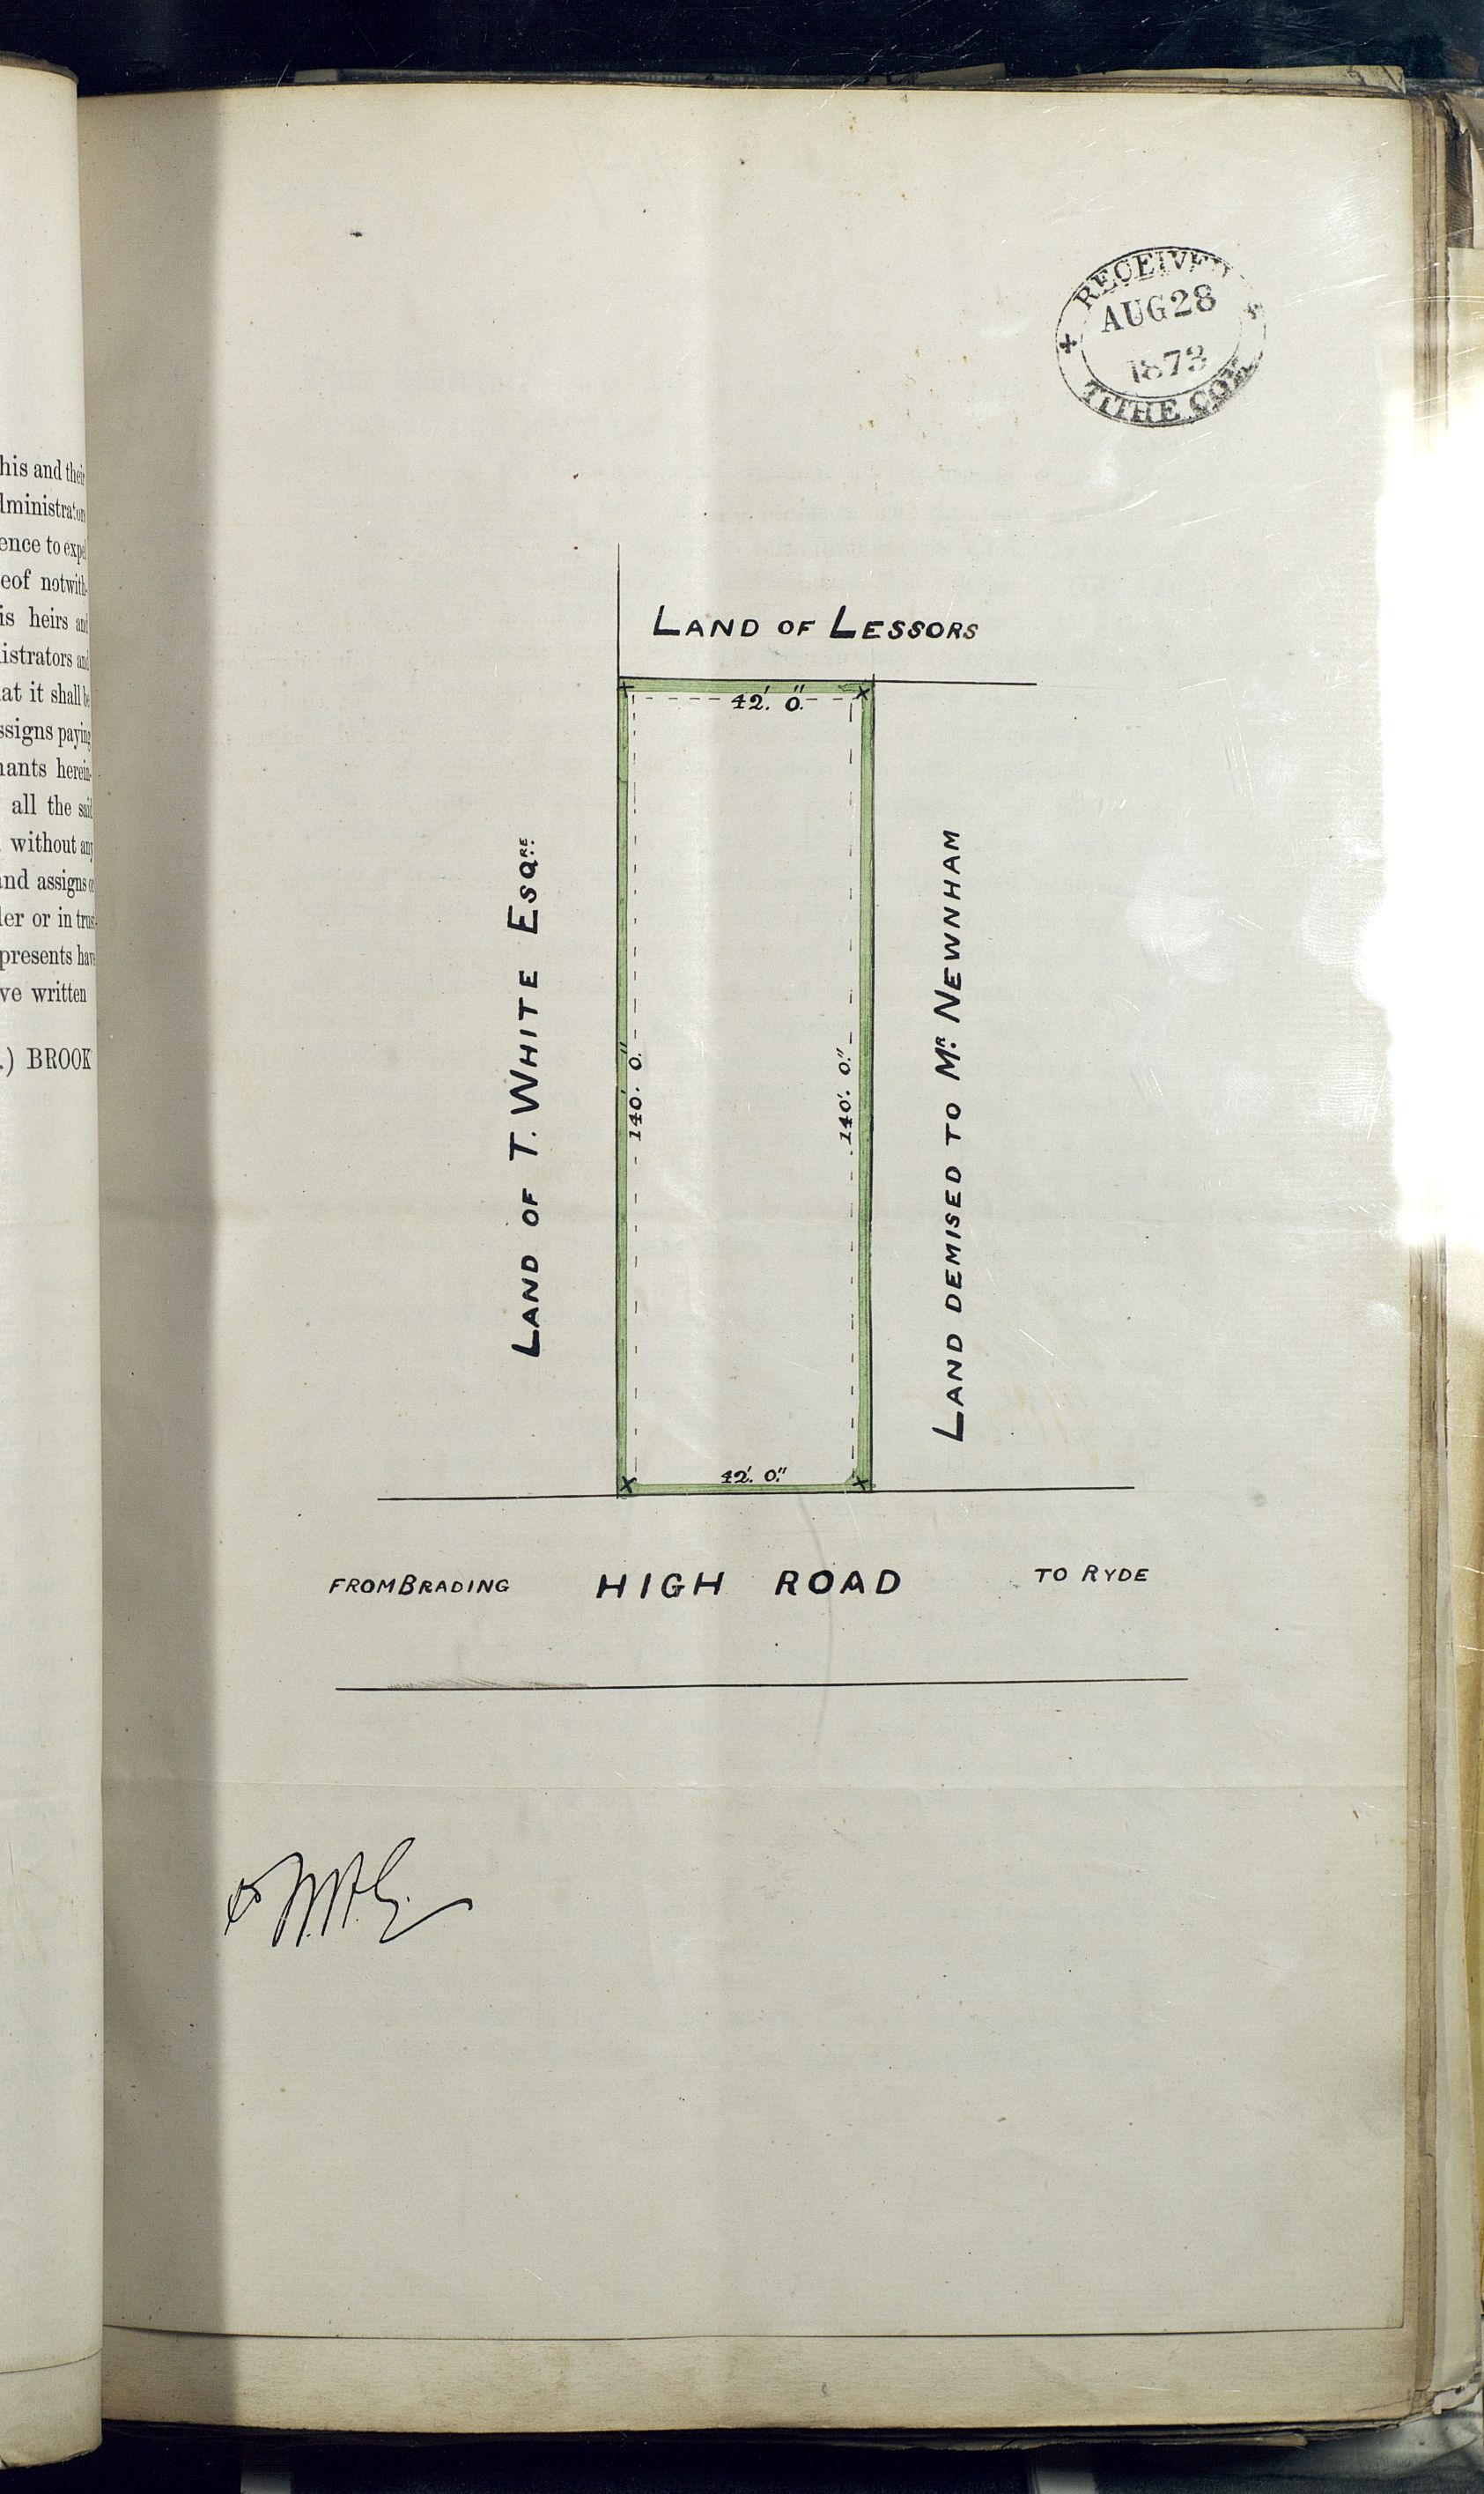 RECEIVED
AUG 28
1873
TITHE COM
LAND OF LESSORS
42'. 0".
LAND OF T. WHITE ESQRE.
140'. 0".
140'. 0".
LAND DEMISED TO MR. NEWNHAM
42'. 0".
FROM BRADING HIGH ROAD TO RYDE
his and their
dministrators
ence to expel
eof notwith-
is heirs and
istrators and
at it shall be
ssigns paying
nants herein-
all the said
without any
and assigns or
der or in trust
presents have
ve written
.) BROOK